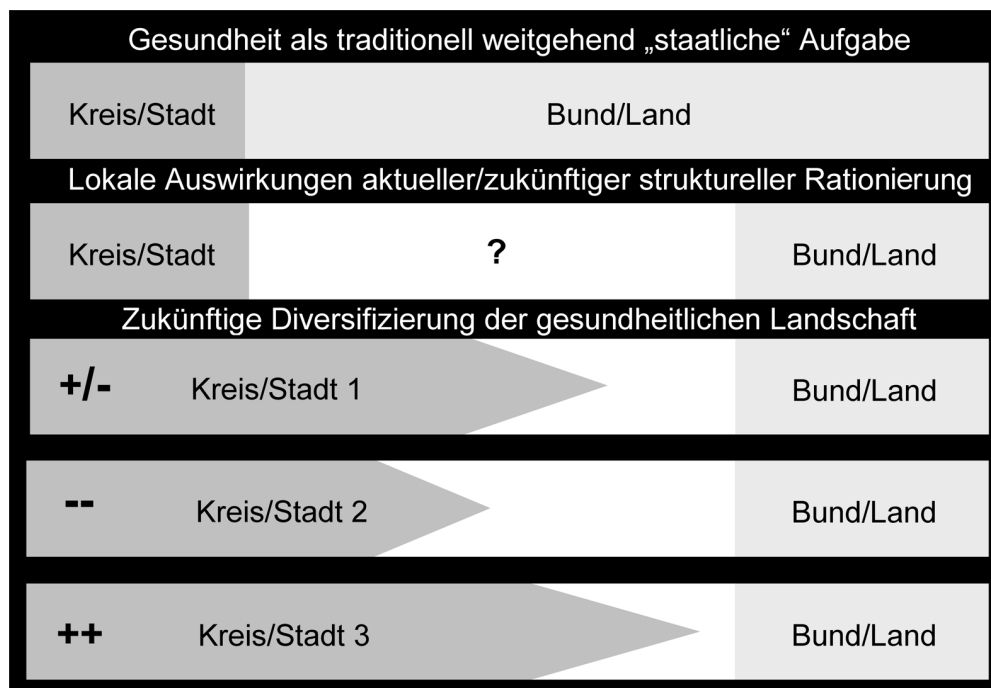 Gesundheit als traditionell weitgehend „staatliche“ Aufgabe
Kreis/Stadt Bund/Land
Lokale Auswirkungen aktueller/zukünftiger struktureller Rationierung
Kreis/Stadt ? Bund/Land
Zukünftige Diversifizierung der gesundheitlichen Landschaft
+/- Kreis/Stadt 1 Bund/Land
-- Kreis/Stadt 2 Bund/Land
++ Kreis/Stadt 3 Bund/Land